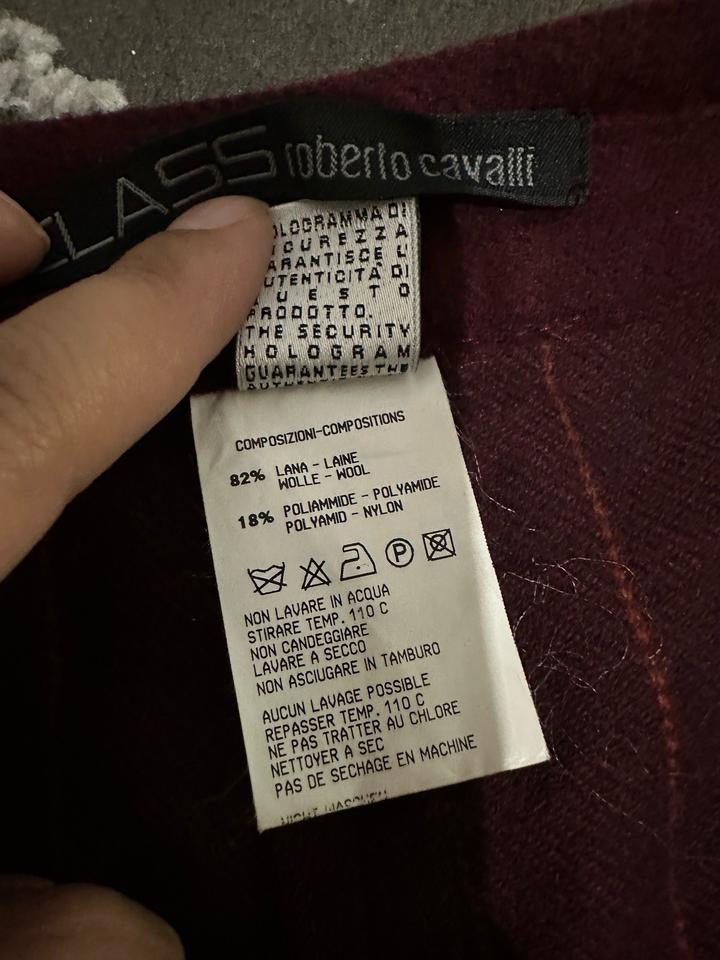 CLASS roberto cavalli
OLOGRAMMA DI
SICUREZZA
GARANTISCE L'
AUTENTICITÀ DI
QUESTO
PRODOTTO.
THE SECURITY
HOLOGRAM
GUARANTEES THE
COMPOSIZIONI-COMPOSITIONS
82% LANA - LAINE
WOLLE - WOOL
18% POLIAMMIDE - POLYAMIDE
POLYAMID - NYLON
P
NON LAVARE IN ACQUA
STIRARE TEMP. 110 C
NON CANDEGGIARE
LAVARE A SECCO
NON ASCIUGARE IN TAMBURO
AUCUN LAVAGE POSSIBLE
REPASSER TEMP. 110 C
NE PAS TRATTER AU CHLORE
NETTOYER A SEC
PAS DE SECHAGE EN MACHINE